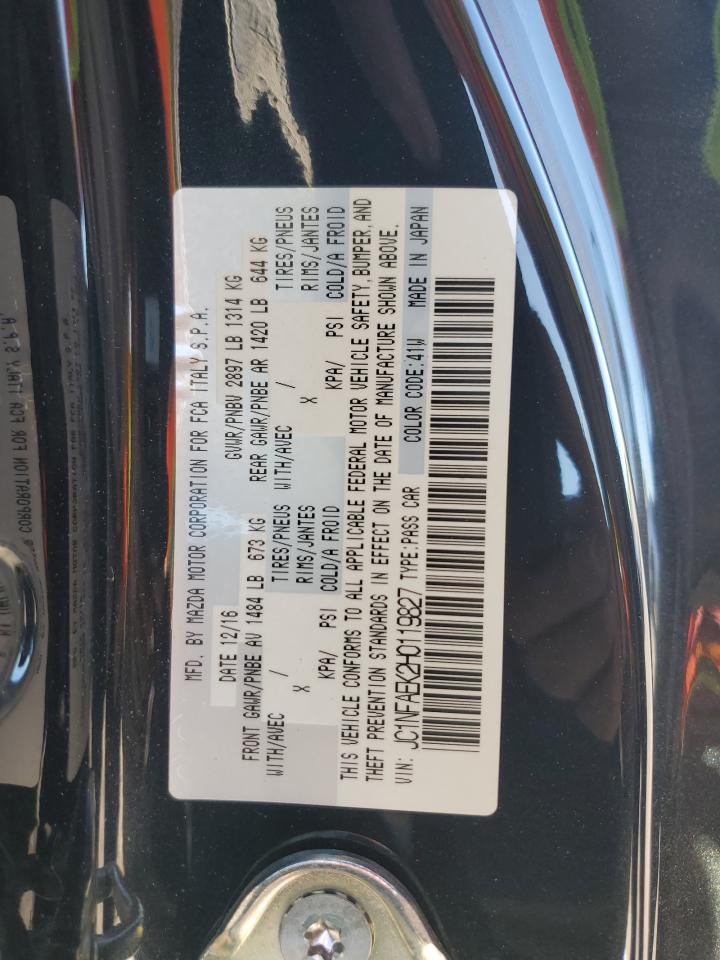 MFD. BY MAZDA MOTOR CORPORATION FOR FCA ITALY S.P.A.
DATE 12/16 GVWR/PNBV 2897 LB 1314 KG
FRONT GAWR/PNBE AV 1484 LB 673 KG REAR GAWR/PNBE AR 1420 LB 644 KG
WITH/AVEC / TIRES/PNEUS WITH/AVEC / TIRES/PNEUS
X RIMS/JANTES X RIMS/JANTES
KPA/ PSI COLD/A FROID KPA/ PSI COLD/A FROID
THIS VEHICLE CONFORMS TO ALL APPLICABLE FEDERAL MOTOR VEHICLE SAFETY, BUMPER, AND
THEFT PREVENTION STANDARDS IN EFFECT ON THE DATE OF MANUFACTURE SHOWN ABOVE.
VIN: JC1NFAEK2H0119827 TYPE:PASS CAR COLOR CODE:41W MADE IN JAPAN